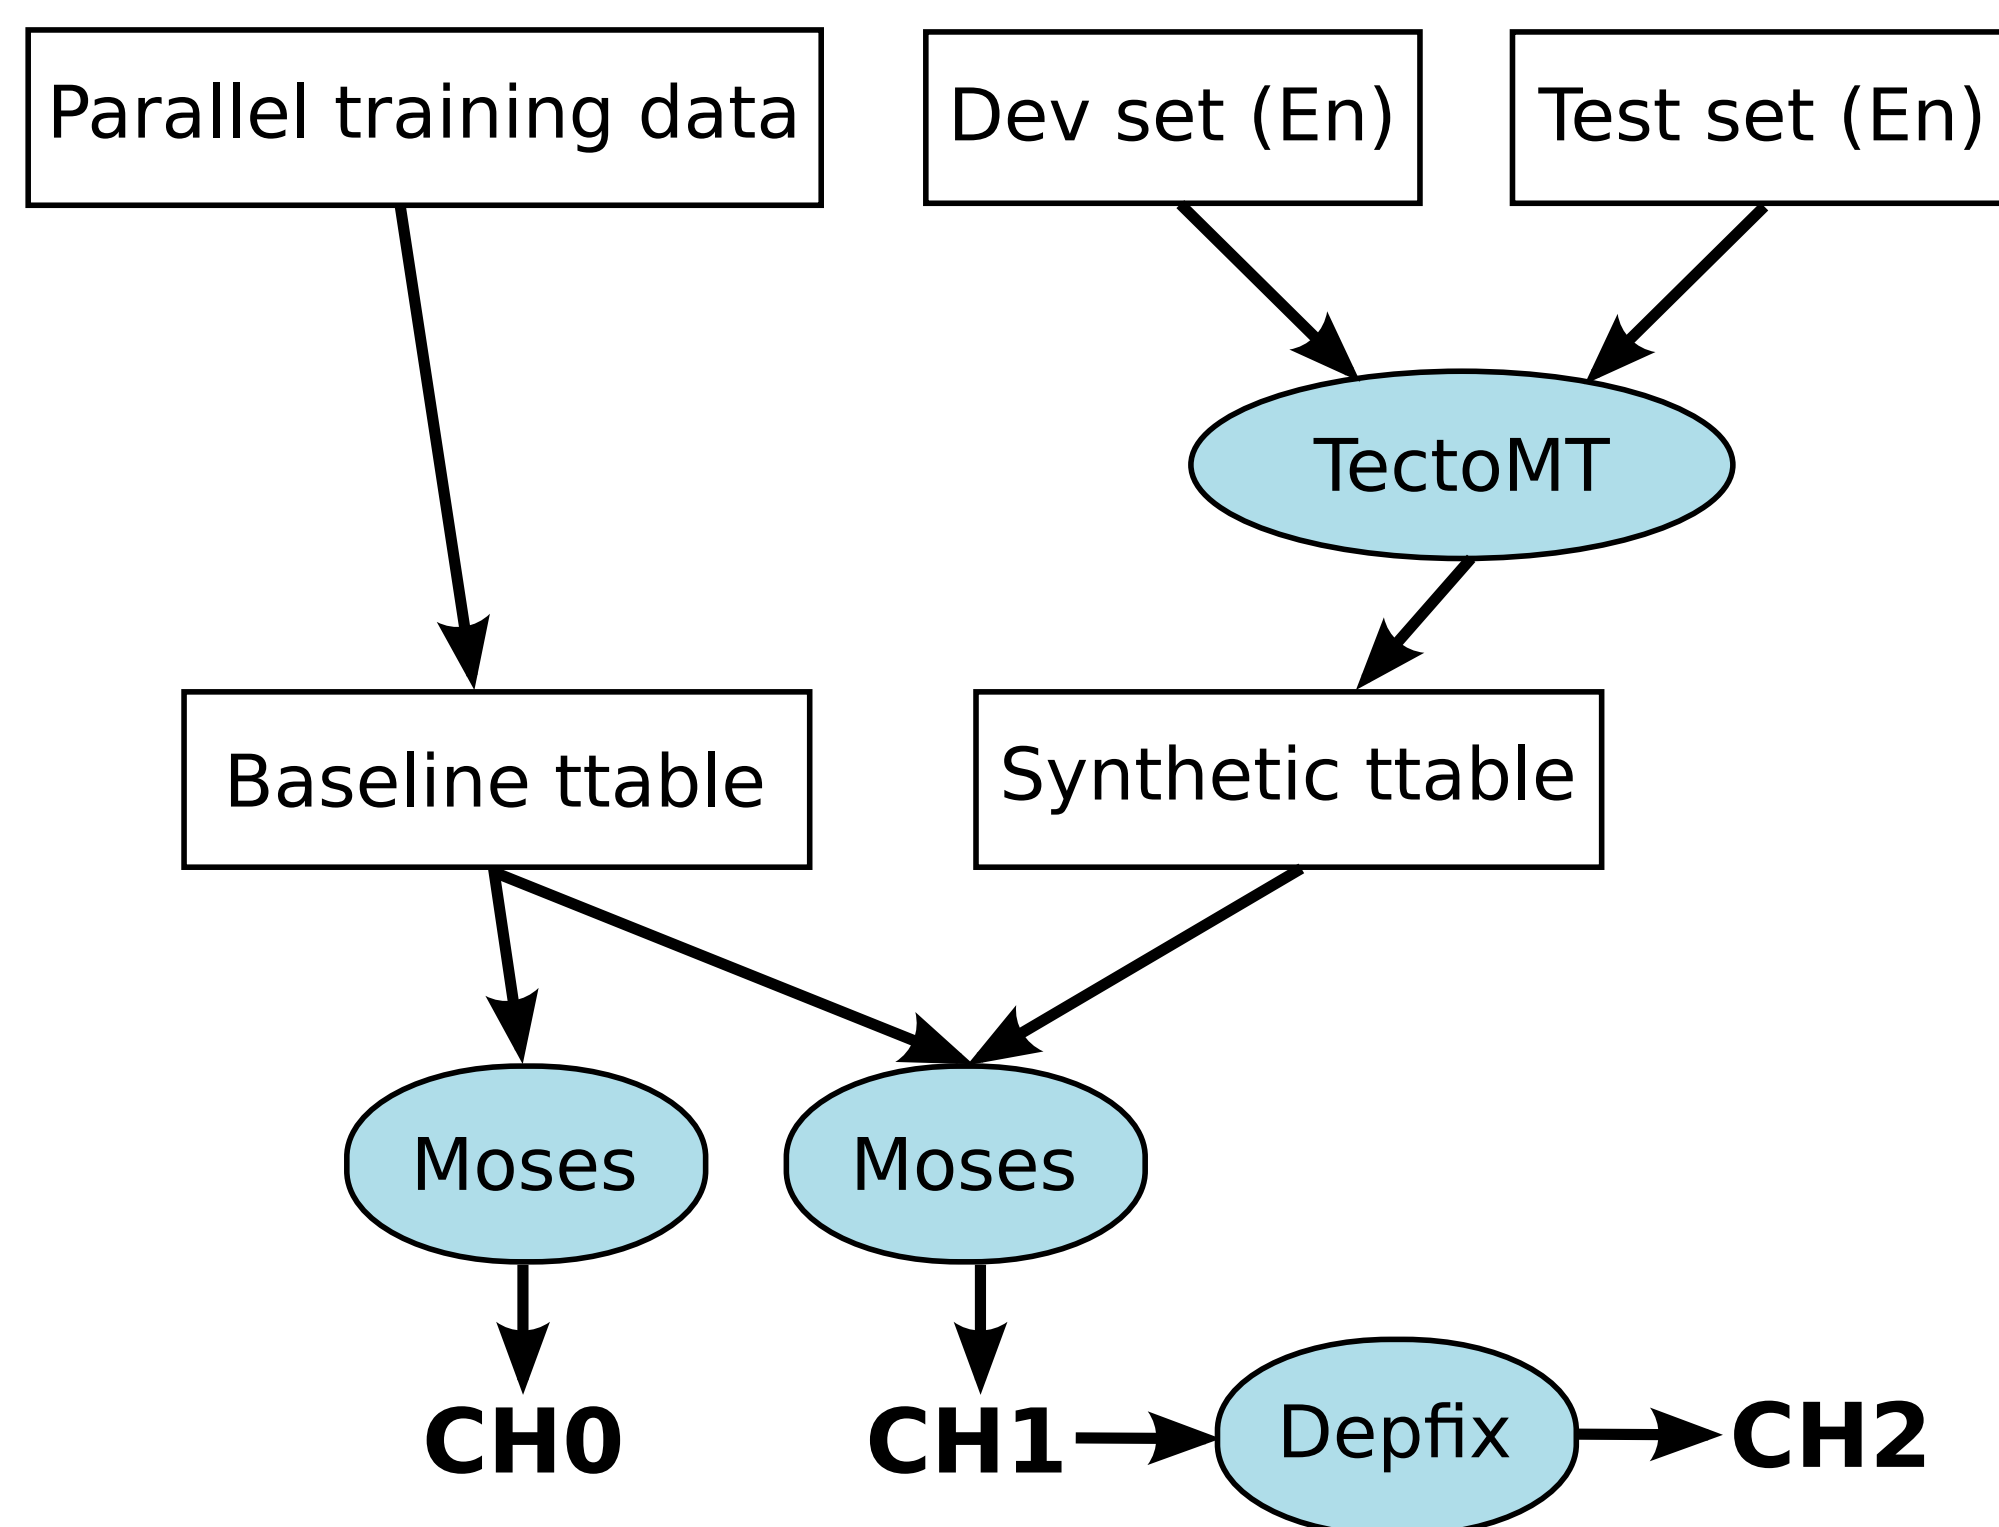 Parallel training data
Dev set (En)
Test set (En)
TectoMT
Baseline ttable
Synthetic ttable
Moses
Moses
CH0
CH1
Depfix
CH2